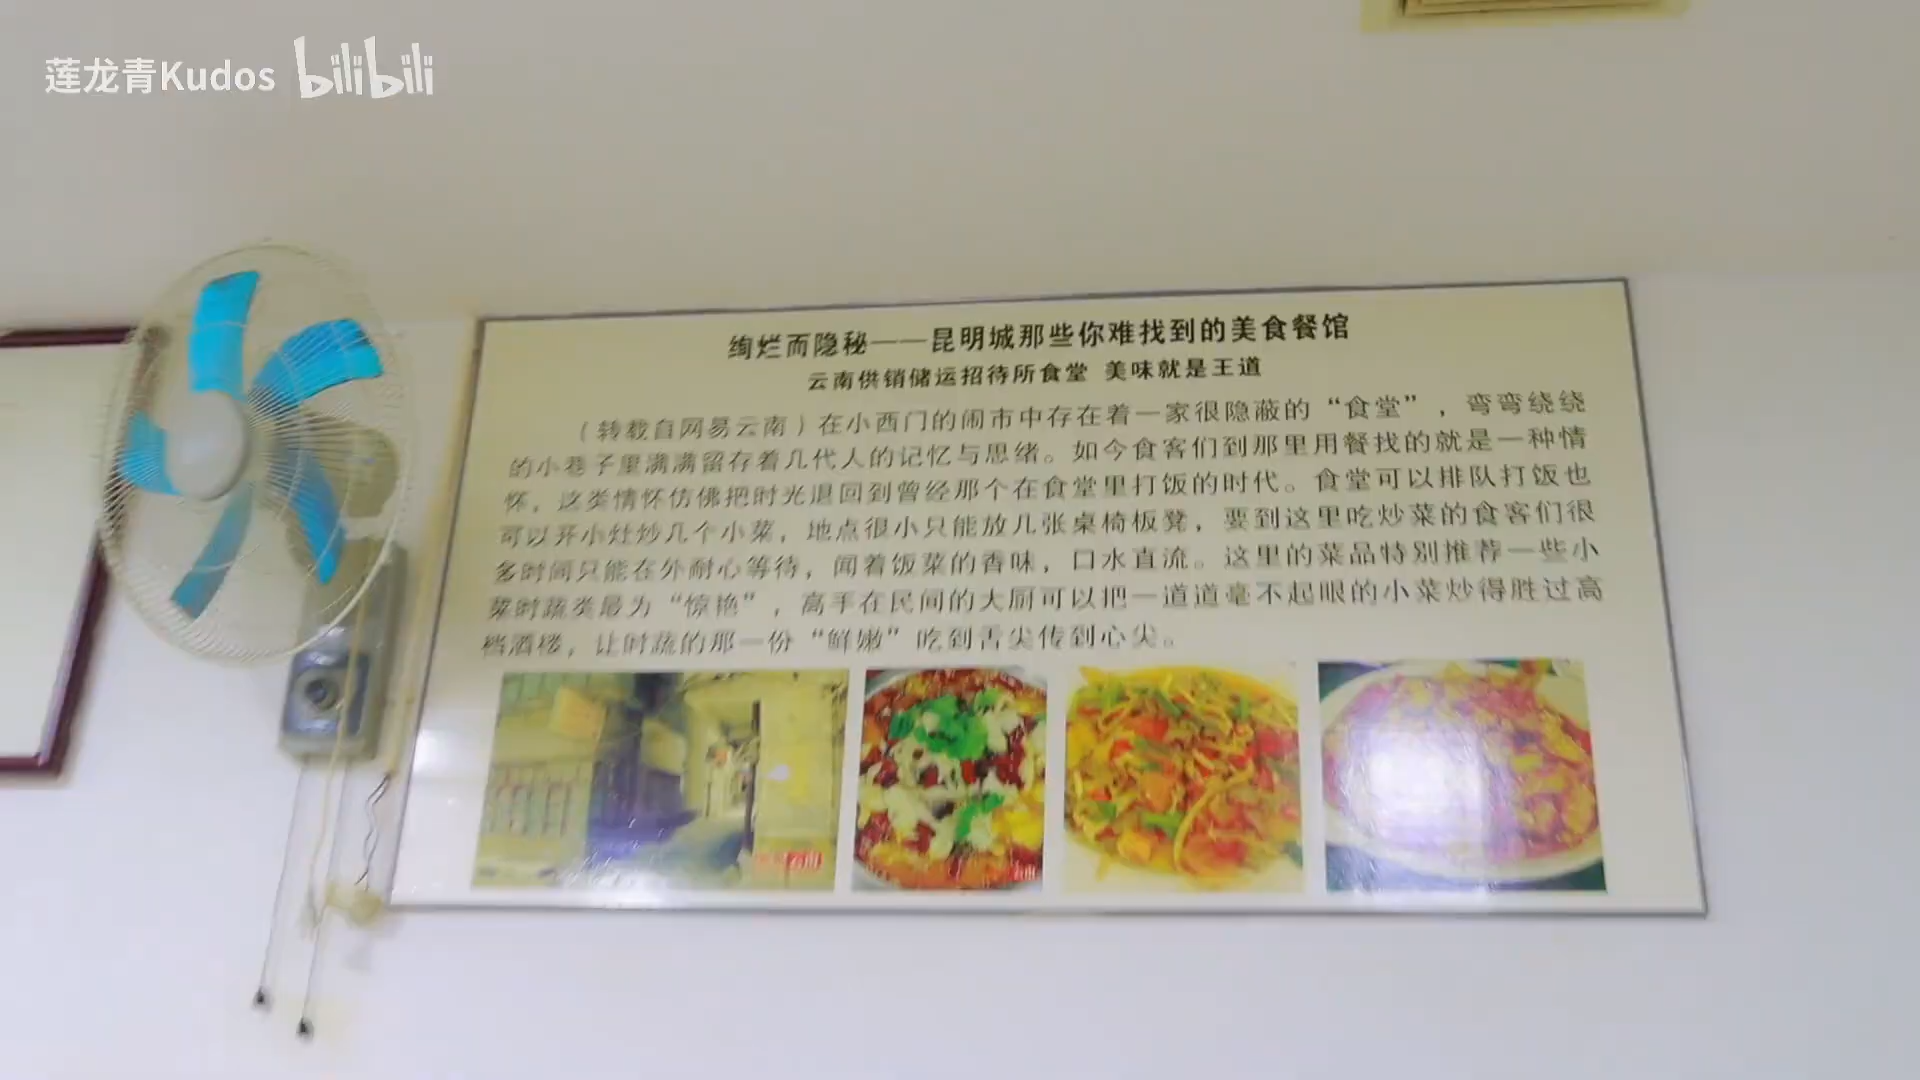 莲龙青Kudos bilibili
绚烂而隐秘——昆明城那些你难找到的美食餐馆
云南供销储运招待所食堂 美味就是王道
（转载自网易云南）在小西门的闹市中存在着一家很隐蔽的“食堂”，弯弯绕绕
的小巷子里满满留存着几代人的记忆与思绪。如今食客们到那里用餐找的就是一种情
怀，这类情怀仿佛把时光退回到曾经那个在食堂里打饭的时代。食堂可以排队打饭也
可以开小灶炒几个小菜，地点很小只能放几张桌椅板凳，要到这里吃炒菜的食客们很
多时间只能在外耐心等待，闻着饭菜的香味，口水直流。这里的菜品特别推荐一些小
菜时蔬类最为“惊艳”，高手在民间的大厨可以把一道道毫不起眼的小菜炒得胜过高
档酒楼，让时蔬的那一份“鲜嫩”吃到舌尖传到心尖。
云南
云南